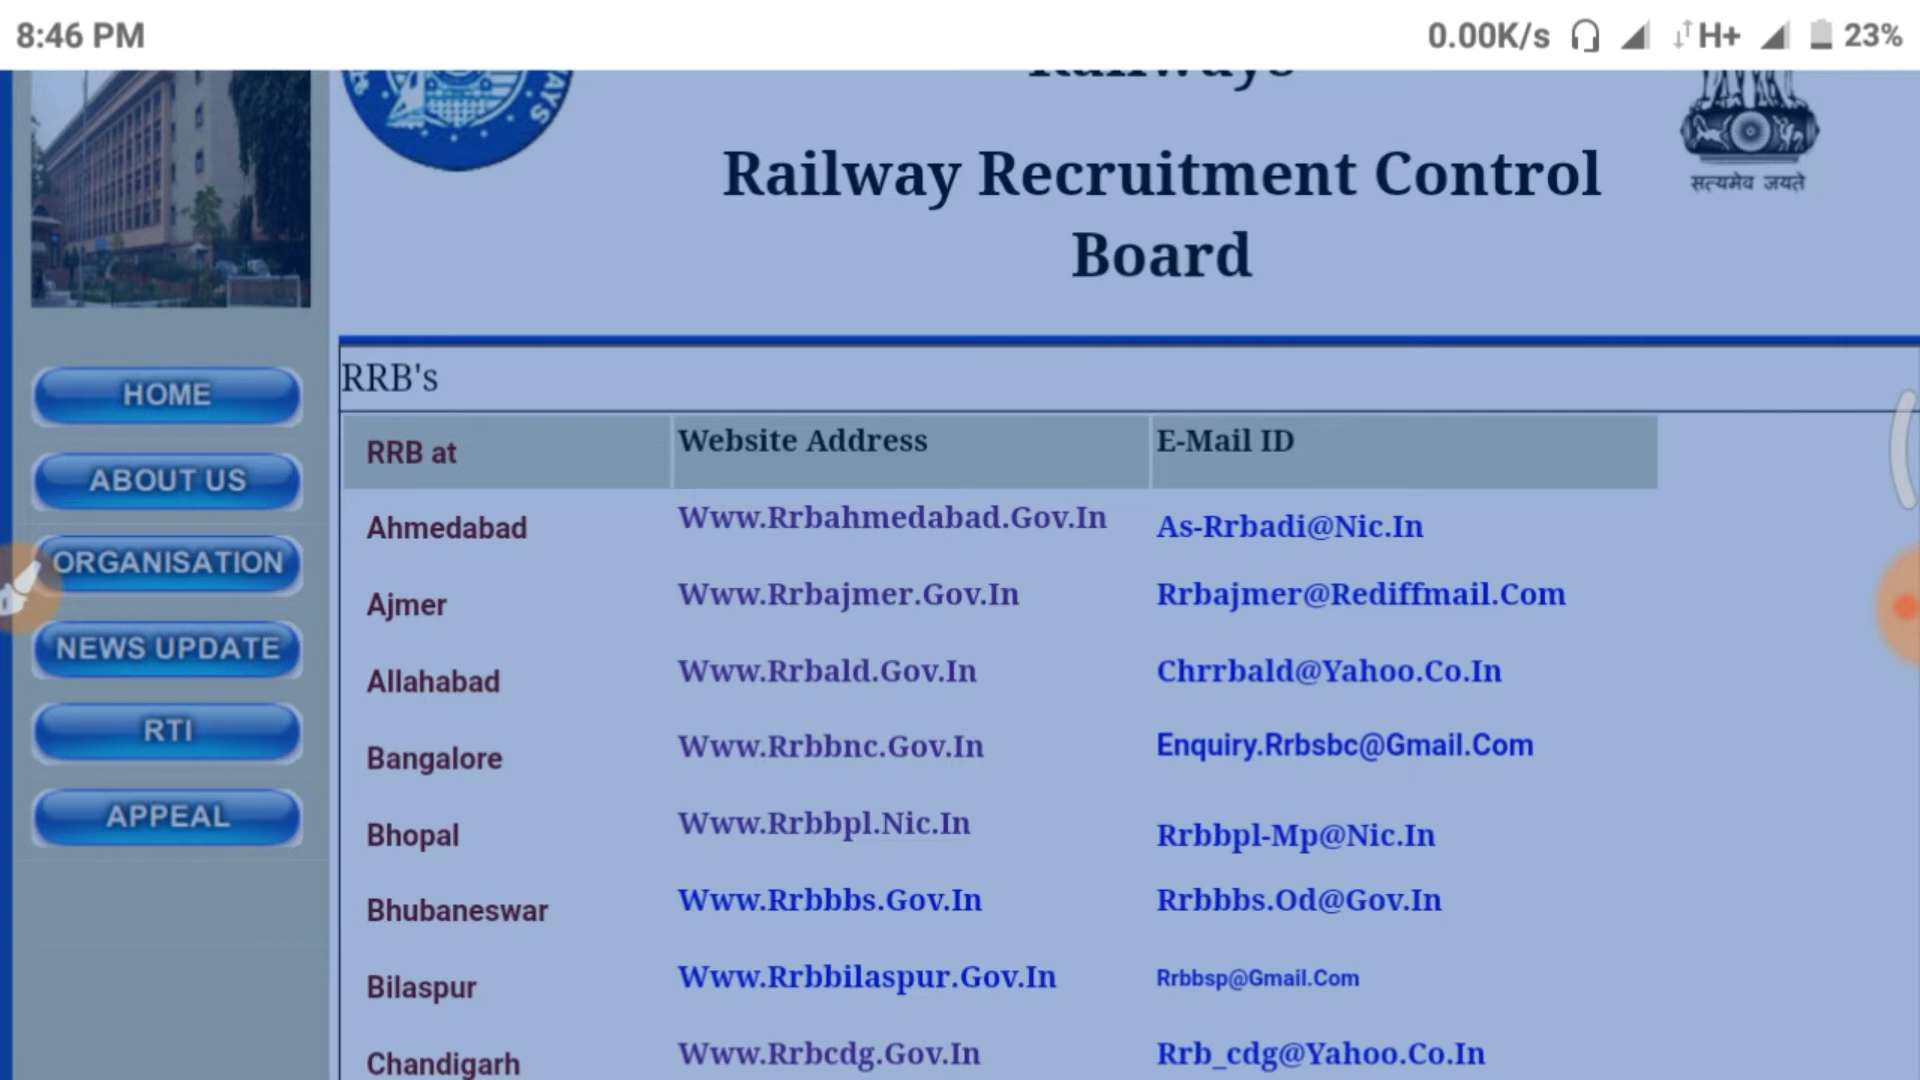 8:46 PM
0.00K/s H+ 23%
Railways
AYS
Railway Recruitment Control
Board
सत्यमेव जयते
HOME
ABOUT US
ORGANISATION
NEWS UPDATE
RTI
APPEAL
RRB's
RRB at Website Address E-Mail ID
Ahmedabad Www.Rrbahmedabad.Gov.In As-Rrbadi@Nic.In
Ajmer Www.Rrbajmer.Gov.In Rrbajmer@Rediffmail.Com
Allahabad Www.Rrbald.Gov.In Chrrbald@Yahoo.Co.In
Bangalore Www.Rrbbnc.Gov.In Enquiry.Rrbsbc@Gmail.Com
Bhopal Www.Rrbbpl.Nic.In Rrbbpl-Mp@Nic.In
Bhubaneswar Www.Rrbbbs.Gov.In Rrbbbs.Od@Gov.In
Bilaspur Www.Rrbbilaspur.Gov.In Rrbbsp@Gmail.Com
Chandigarh Www.Rrbcdg.Gov.In Rrb_cdg@Yahoo.Co.In